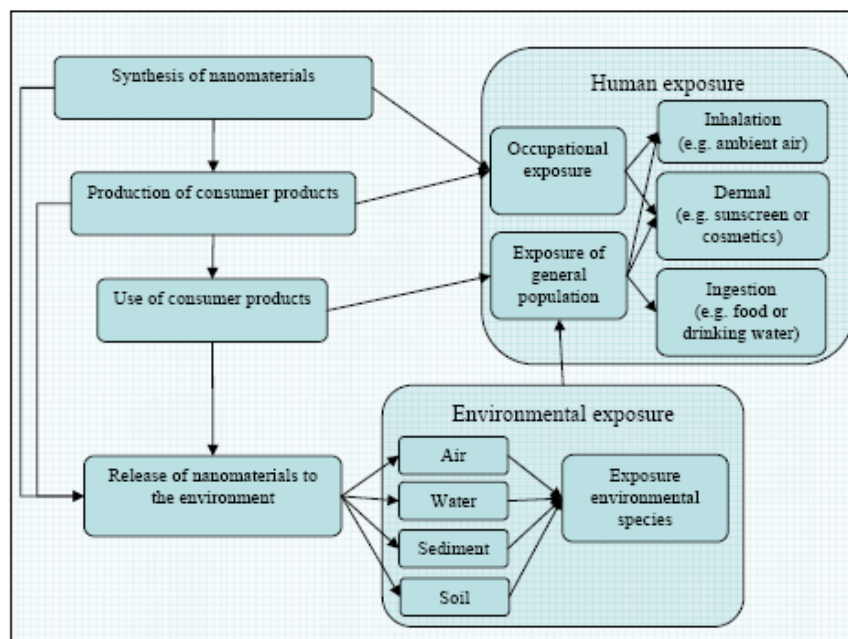 Synthesis of nanomaterials
Production of consumer products
Use of consumer products
Release of nanomaterials to
the environment
Human exposure
Occupational
exposure
Exposure of
general
population
Inhalation
(e.g. ambient air)
Dermal
(e.g. sunscreen or
cosmetics)
Ingestion
(e.g. food or
drinking water)
Environmental exposure
Air
Water
Sediment
Soil
Exposure
environmental
species